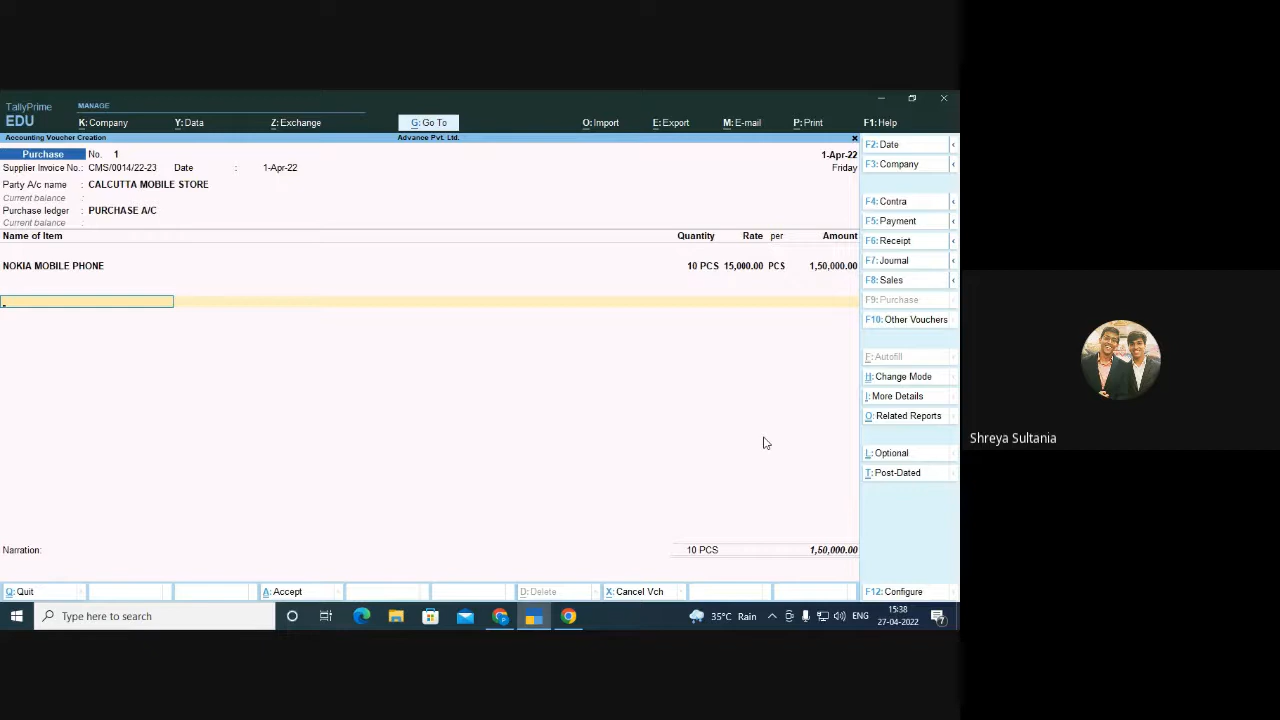 TallyPrime
EDU
MANAGE
K: Company
Y: Data
Z: Exchange
G: Go To
O: Import
E: Export
M: E-mail
P: Print
F1: Help
Accounting Voucher Creation
Advance Pvt. Ltd.
Purchase No. 1
1-Apr-22
Supplier Invoice No.: CMS/0014/22-23 Date : 1-Apr-22
Friday
Party A/c name : CALCUTTA MOBILE STORE
Current balance :
Purchase ledger : PURCHASE A/C
Current balance :
Name of Item Quantity Rate per Amount
NOKIA MOBILE PHONE 10 PCS 15,000.00 PCS 1,50,000.00
Narration: 10 PCS 1,50,000.00
F2: Date
F3: Company
F4: Contra
F5: Payment
F6: Receipt
F7: Journal
F8: Sales
F9: Purchase
F10: Other Vouchers
F: Autofill
H: Change Mode
I: More Details
O: Related Reports
L: Optional
T: Post-Dated
Q: Quit
A: Accept
D: Delete
X: Cancel Vch
F12: Configure
Type here to search
35°C Rain
ENG
15:38
27-04-2022
7
Shreya Sultania